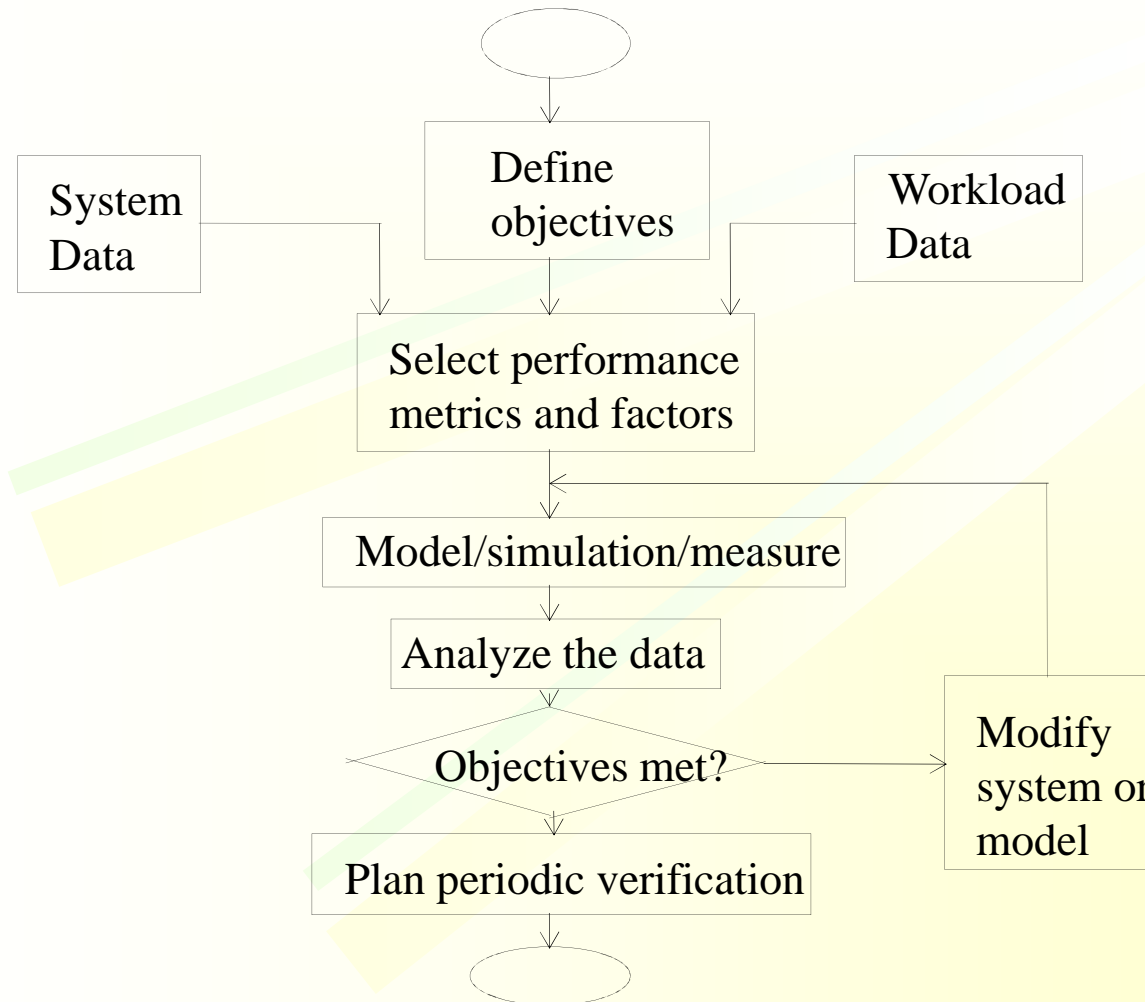 Define
objectives
System
Data
Workload
Data
Select performance
metrics and factors
Model/simulation/measure
Analyze the data
Objectives met?
Modify
system or
model
Plan periodic verification